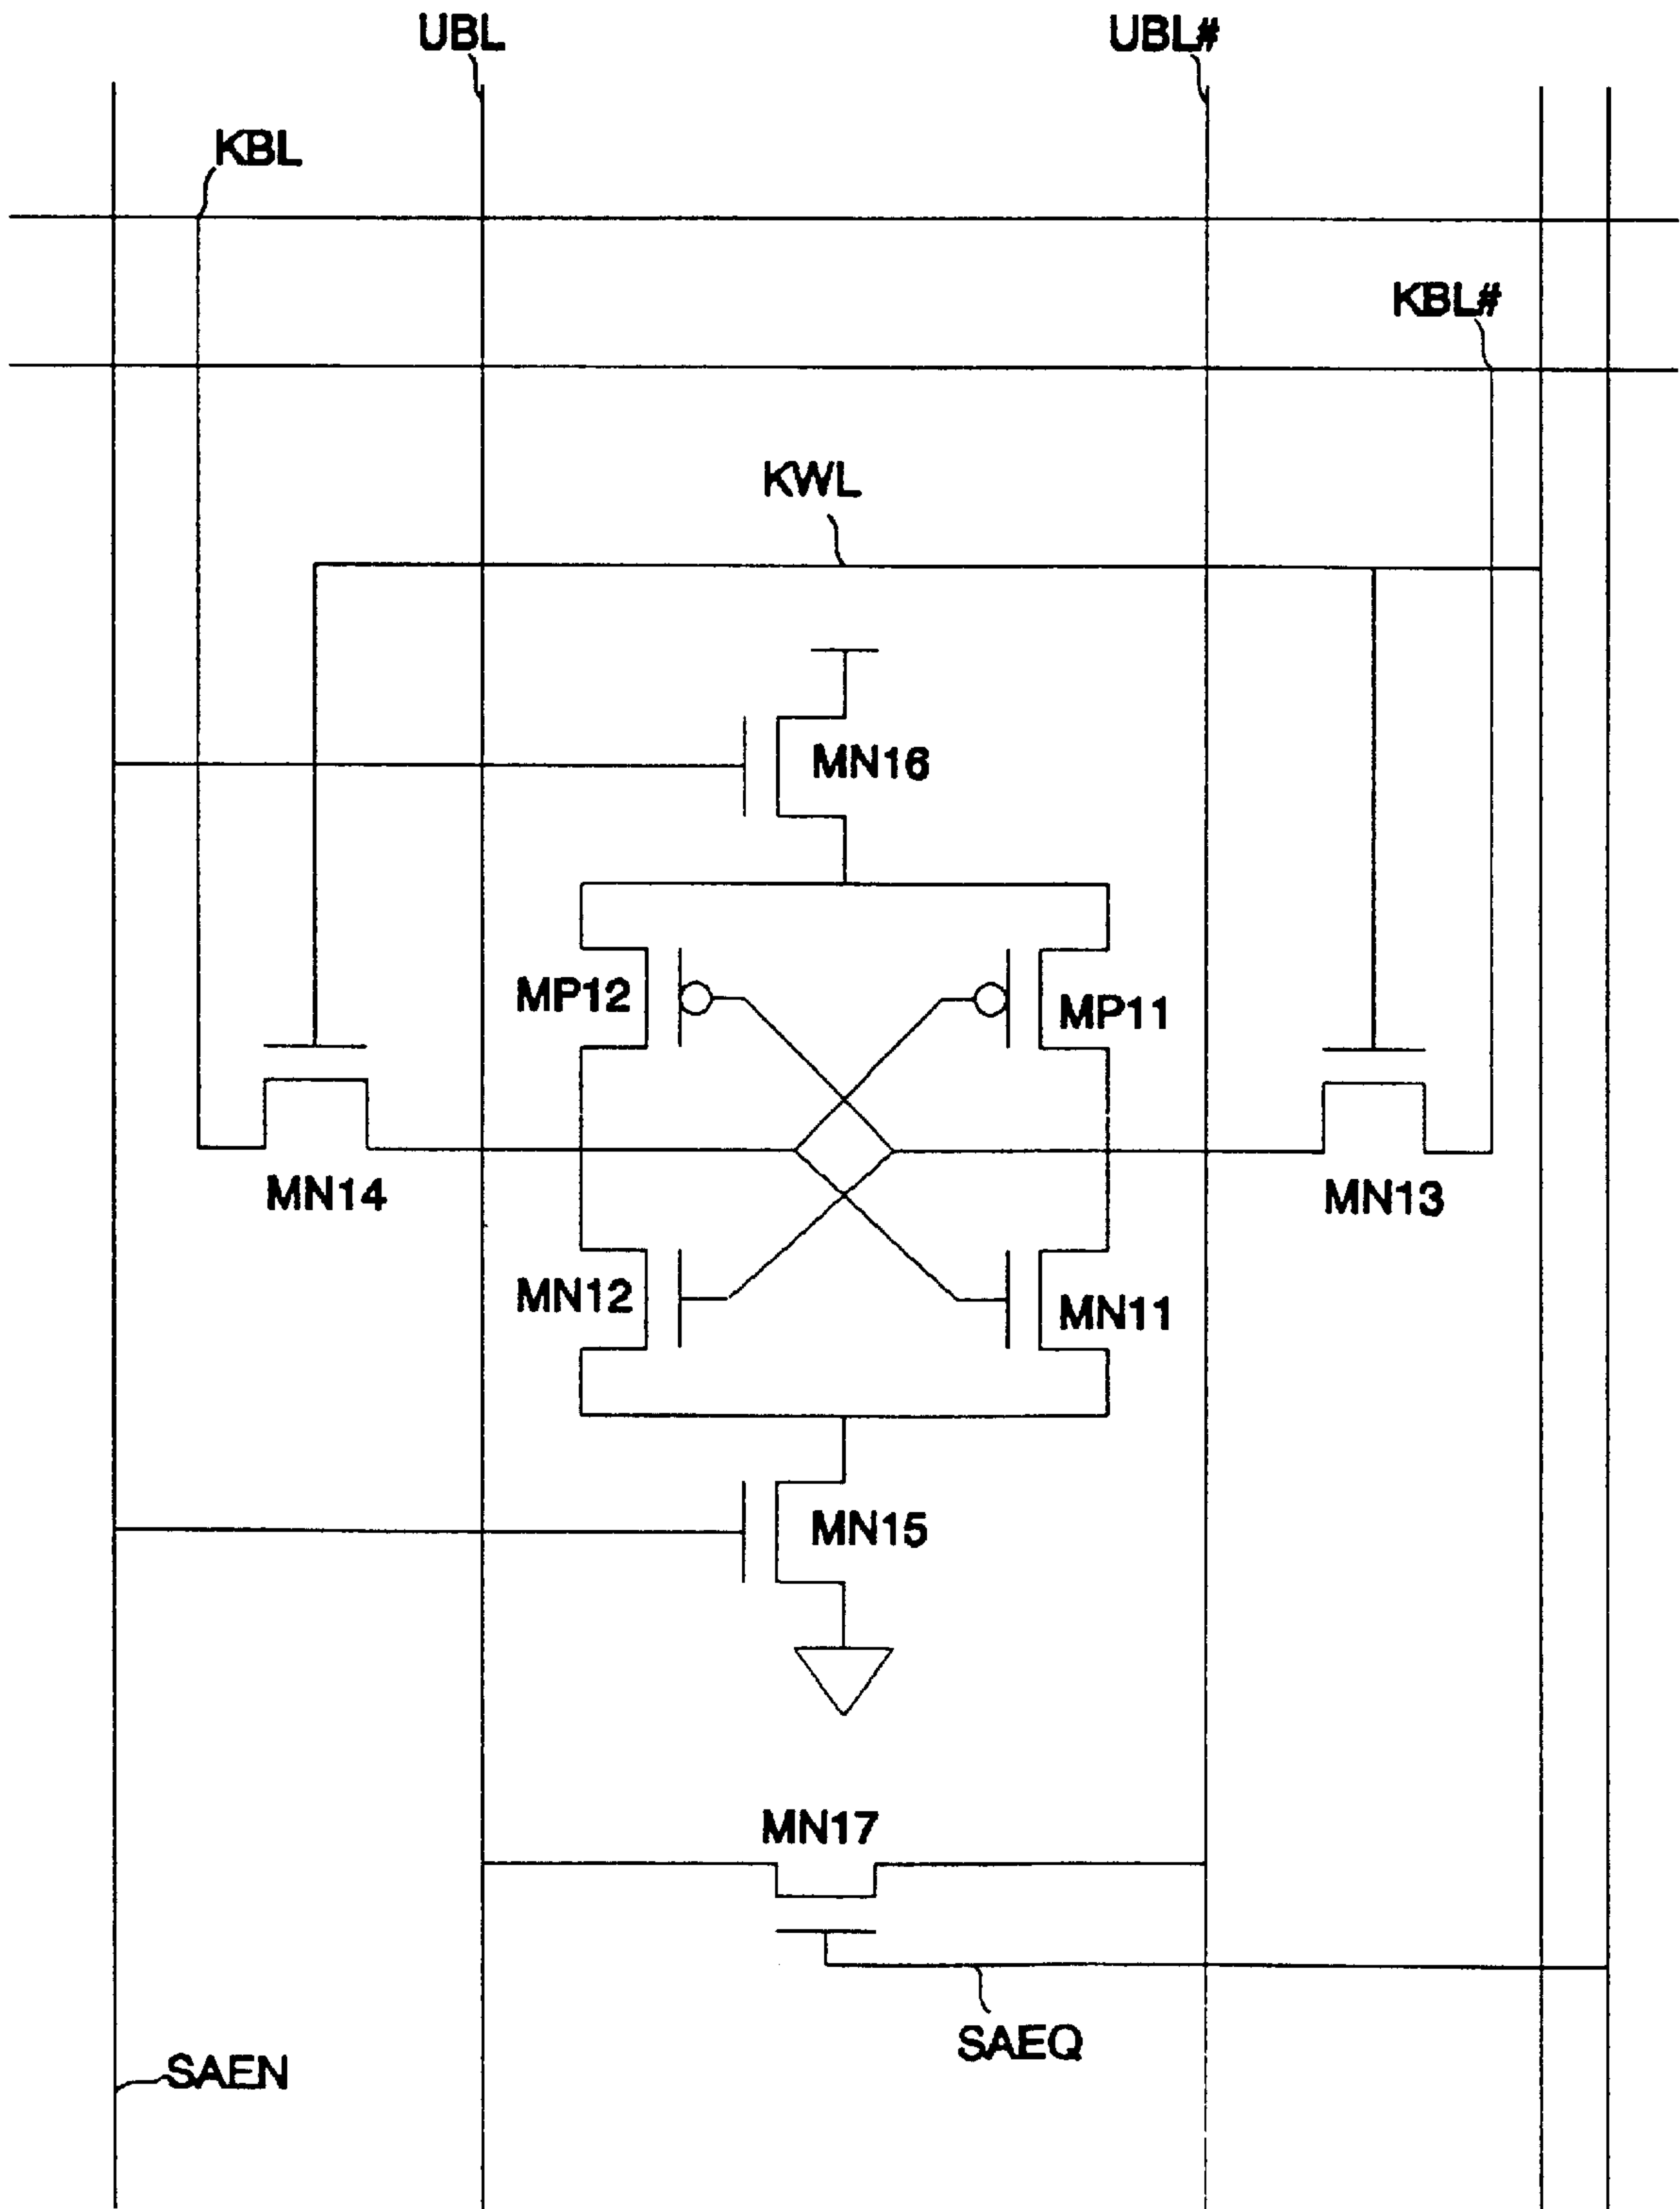 UBL
UBL#
KBL
KBL#
KWL
MN16
MP12
MP11
MN14
MN13
MN12
MN11
MN15
MN17
SAEQ
SAEN